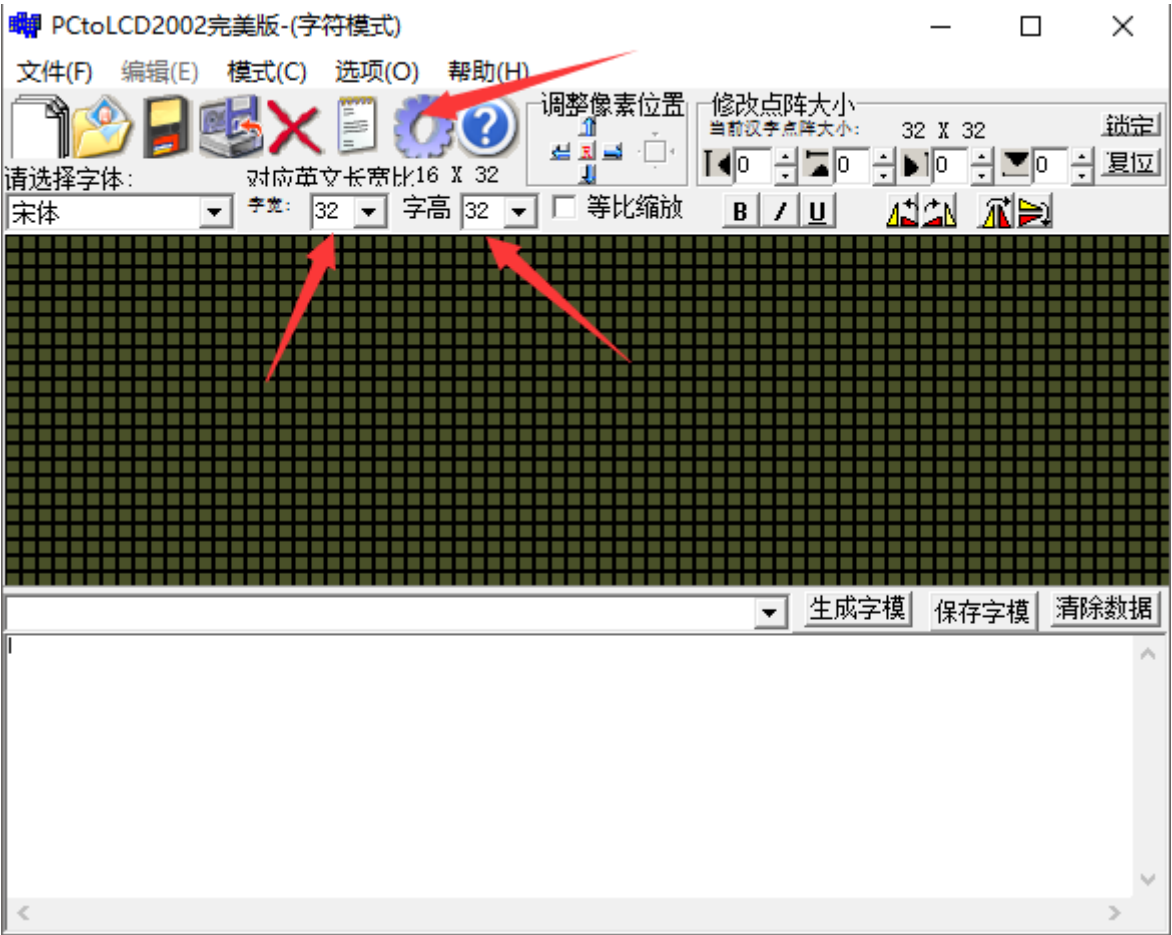 PCtoLCD2002完美版-(字符模式)
文件(F) 编辑(E) 模式(C) 选项(O) 帮助(H)
调整像素位置 修改点阵大小
当前汉字点阵大小: 32 X 32 锁定
0 0 0 0 复位
请选择字体: 对应英文长宽比16 X 32
宋体 字宽: 32 字高 32 等比缩放 B I U
生成字模 保存字模 清除数据